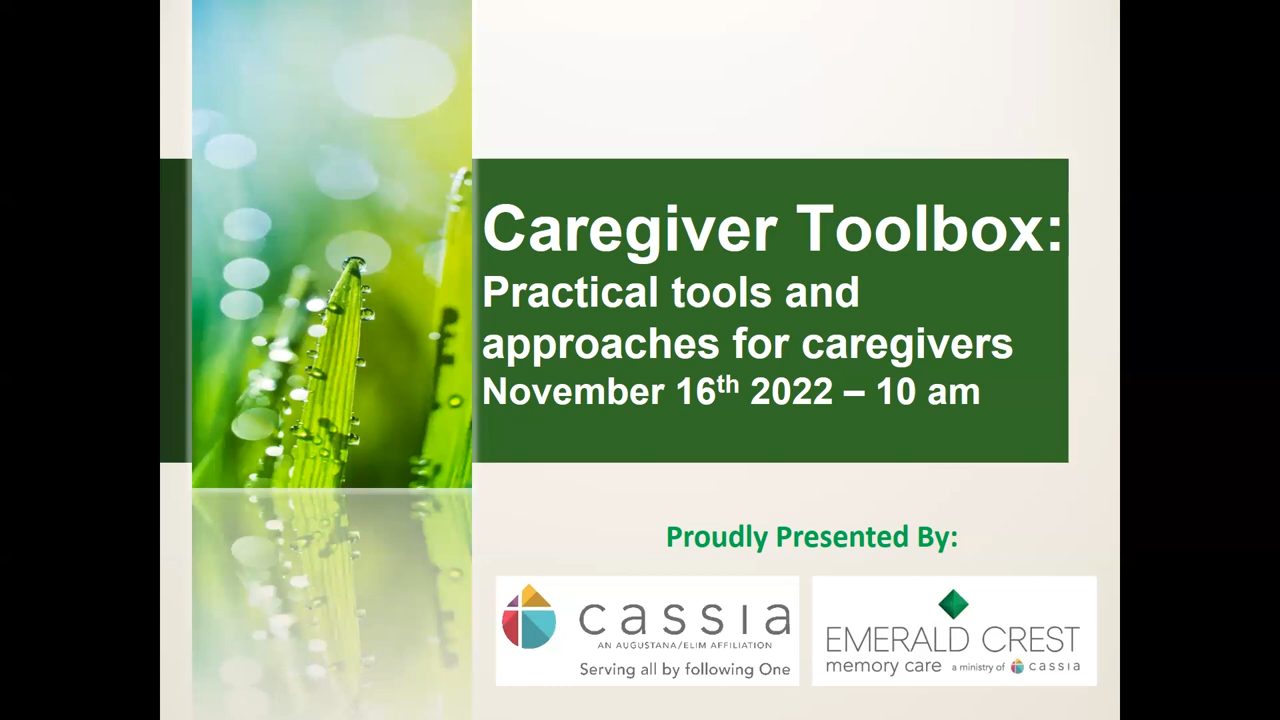 Caregiver Toolbox:
Practical tools and
approaches for caregivers
November 16th 2022 – 10 am
Proudly Presented By:
cassia
AN AUGUSTANA/ELIM AFFILIATION
Serving all by following One
EMERALD CREST
memory care a ministry of cassia